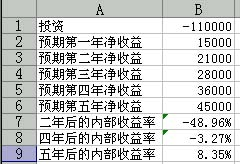 A B
1 投资 -110000
2 预期第一年净收益 15000
3 预期第二年净收益 21000
4 预期第三年净收益 28000
5 预期第四年净收益 36000
6 预期第五年净收益 45000
7 二年后的内部收益率 -48.96%
8 四年后的内部收益率 -3.27%
9 五年后的内部收益率 8.35%